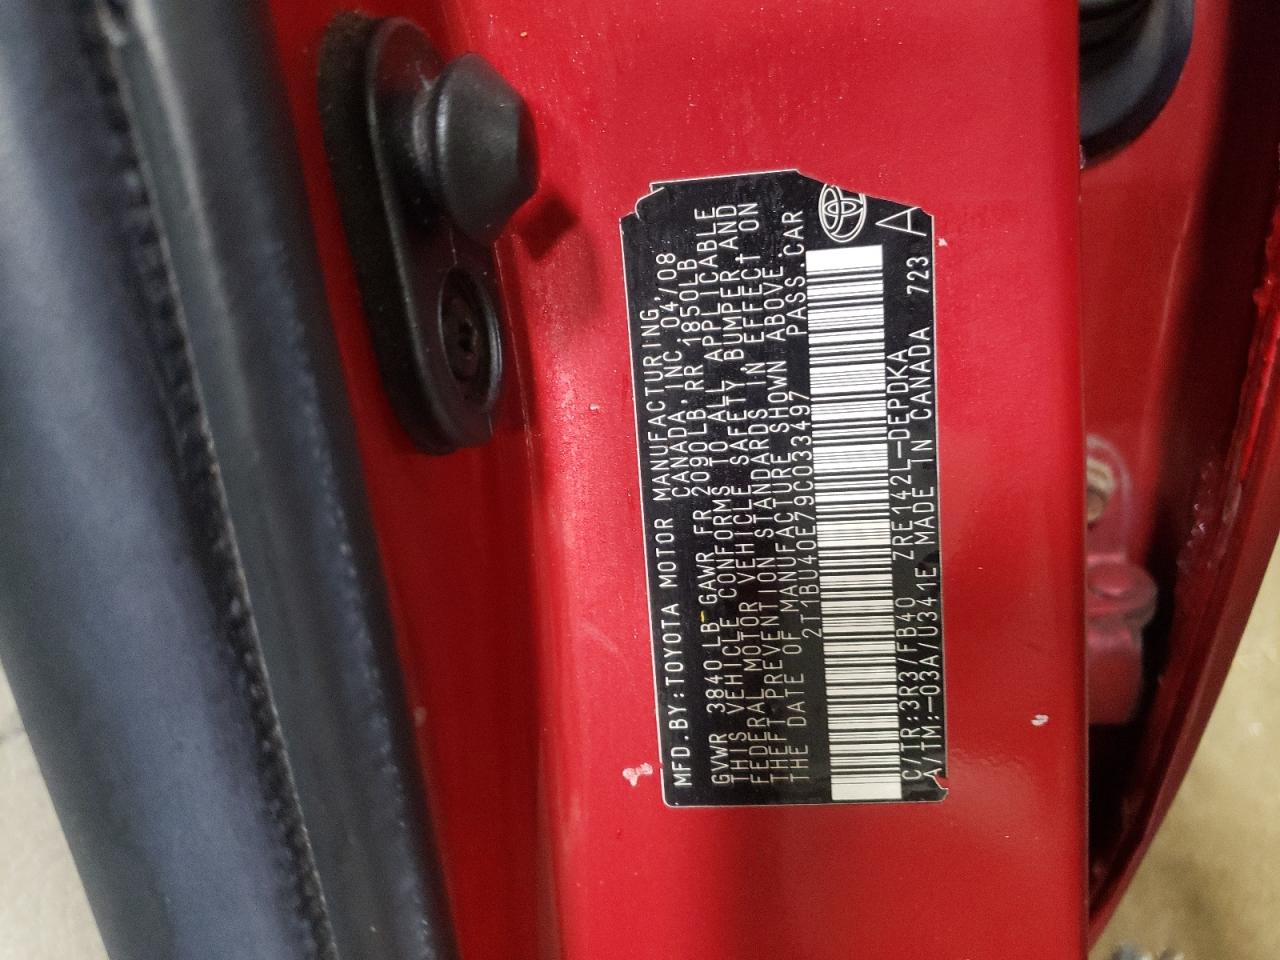 MFD.BY:TOYOTA MOTOR MANUFACTURING,
CANADA,INC. 04/08
GVWR 3840LB GAWR FR 2090LB RR 1850LB
THIS VEHICLE CONFORMS TO ALL APPLICABLE
FEDERAL MOTOR VEHICLE SAFETY, BUMPER, AND
THEFT PREVENTION STANDARDS IN EFFECT ON
THE DATE OF MANUFACTURE SHOWN ABOVE.
2T1BU40E79C033497 PASS.CAR
C/TR:3R3/FB40 ZRE142L-DEPDKA 723 A
A/TM:-03A/U341E MADE IN CANADA